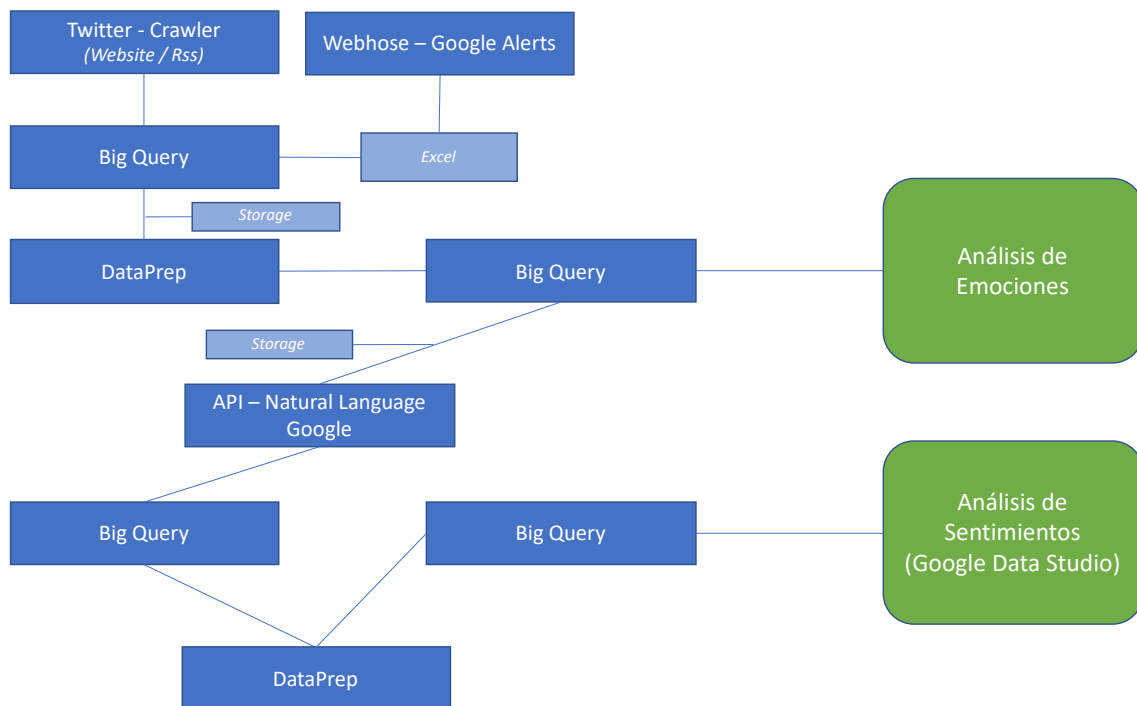 Twitter - Crawler
(Website / Rss)
Webhose – Google Alerts
Big Query
Excel
Storage
DataPrep
Big Query
Análisis de
Emociones
Storage
API – Natural Language
Google
Big Query
Big Query
Análisis de
Sentimientos
(Google Data Studio)
DataPrep